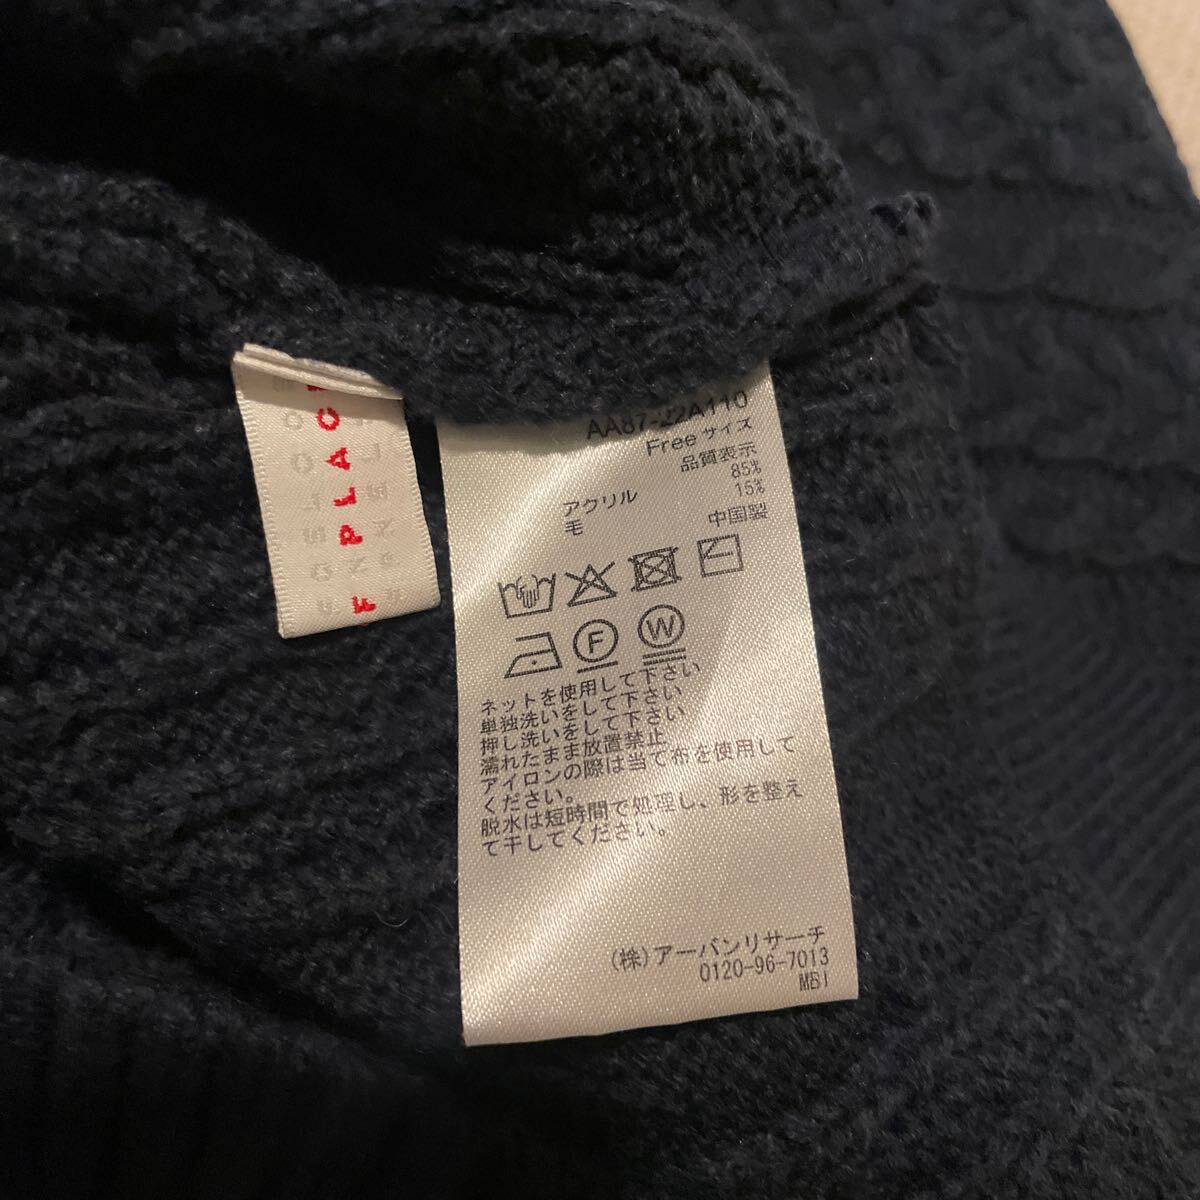 AA87-22A110
Free サイズ
品質表示
アクリル 85%
毛 15%
中国製
F W
ネットを使用して下さい
単独洗いをして下さい
押し洗いをして下さい
濡れたまま放置禁止
アイロンの際は当て布を使用して
ください。
脱水は短時間で処理し、形を整え
て干してください。
(株)アーバンリサーチ
0120-96-7013
MB1
F PLAC